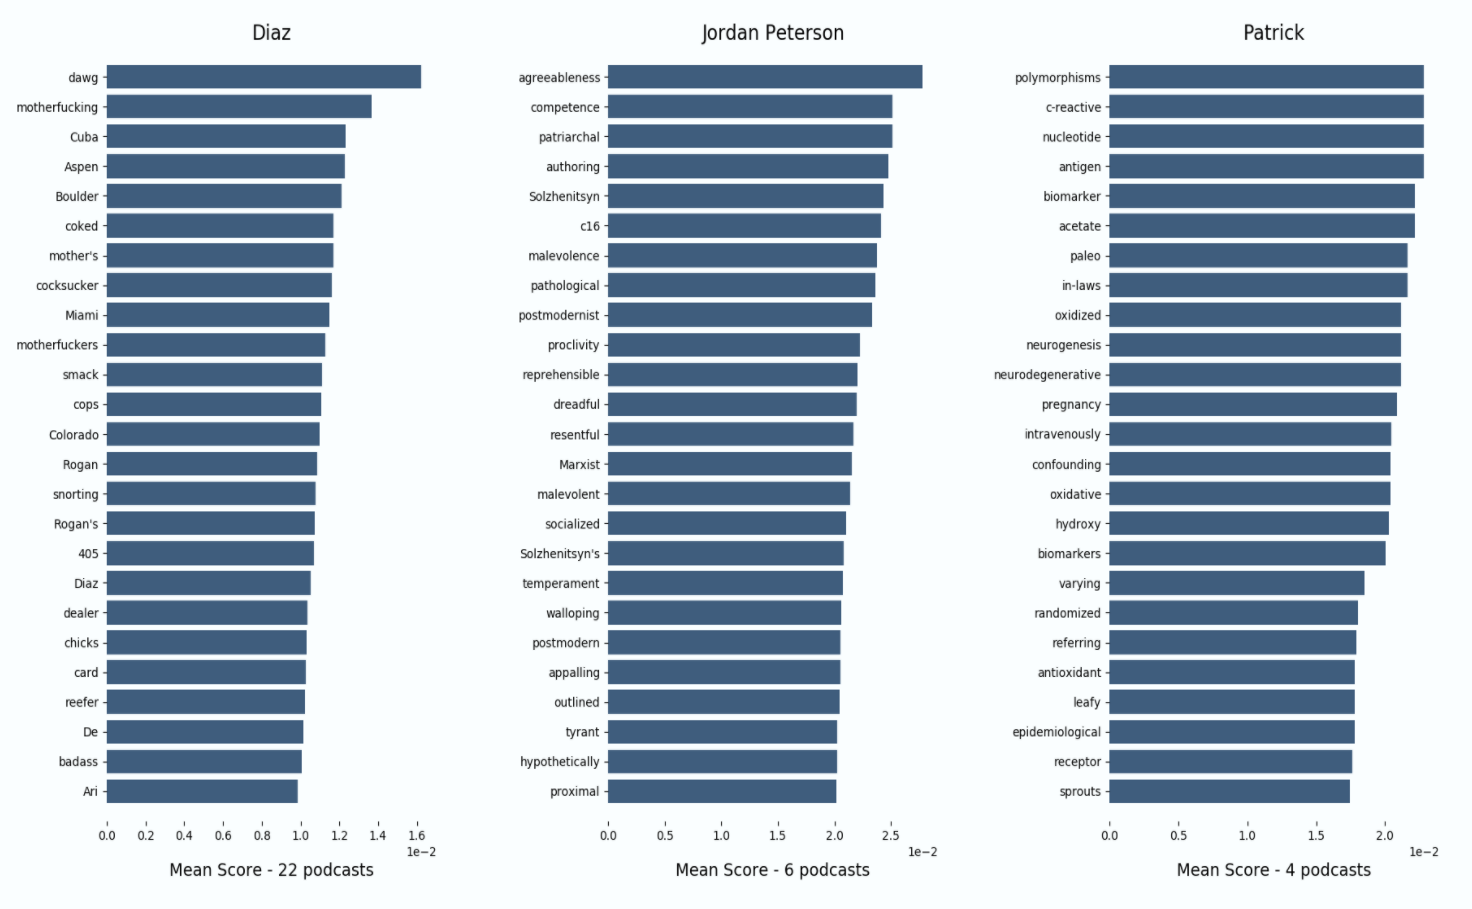 Diaz
dawg
motherfucking
Cuba
Aspen
Boulder
coked
mother's
cocksucker
Miami
motherfuckers
smack
cops
Colorado
Rogan
snorting
Rogan's
405
Diaz
dealer
chicks
card
reefer
De
badass
Ari
0.0 0.2 0.4 0.6 0.8 1.0 1.2 1.4 1.6
1e−2
Mean Score - 22 podcasts
Jordan Peterson
agreeableness
competence
patriarchal
authoring
Solzhenitsyn
c16
malevolence
pathological
postmodernist
proclivity
reprehensible
dreadful
resentful
Marxist
malevolent
socialized
Solzhenitsyn's
temperament
walloping
postmodern
appalling
outlined
tyrant
hypothetically
proximal
0.0 0.5 1.0 1.5 2.0 2.5
1e−2
Mean Score - 6 podcasts
Patrick
polymorphisms
c-reactive
nucleotide
antigen
biomarker
acetate
paleo
in-laws
oxidized
neurogenesis
neurodegenerative
pregnancy
intravenously
confounding
oxidative
hydroxy
biomarkers
varying
randomized
referring
antioxidant
leafy
epidemiological
receptor
sprouts
0.0 0.5 1.0 1.5 2.0
1e−2
Mean Score - 4 podcasts